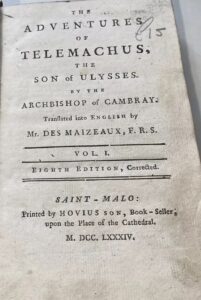 THE
ADVENTURES
OF
TELEMACHUS,
THE
SON OF ULYSSES.
BY THE
ARCHBISHOP OF CAMBRAY.
Translated into ENGLISH by
Mr. DES MAIZEAUX, F. R. S.
VOL. I.
EIGHTH EDITION, Corrected.
SAINT-MALO:
Printed by HOVIUS SON, Book-Seller,
upon the Place of the Cathedral.
M. DCC. LXXXIV.